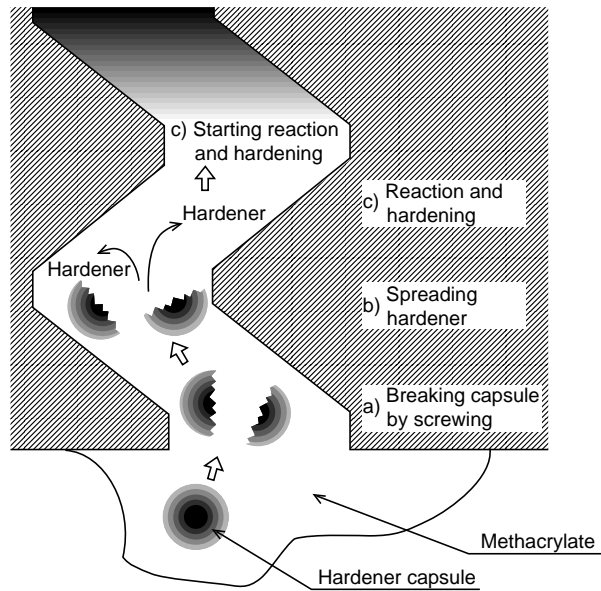 c) Starting reaction
and hardening
c) Reaction and
hardening
Hardener
Hardener
b) Spreading
hardener
a) Breaking capsule
by screwing
Methacrylate
Hardener capsule